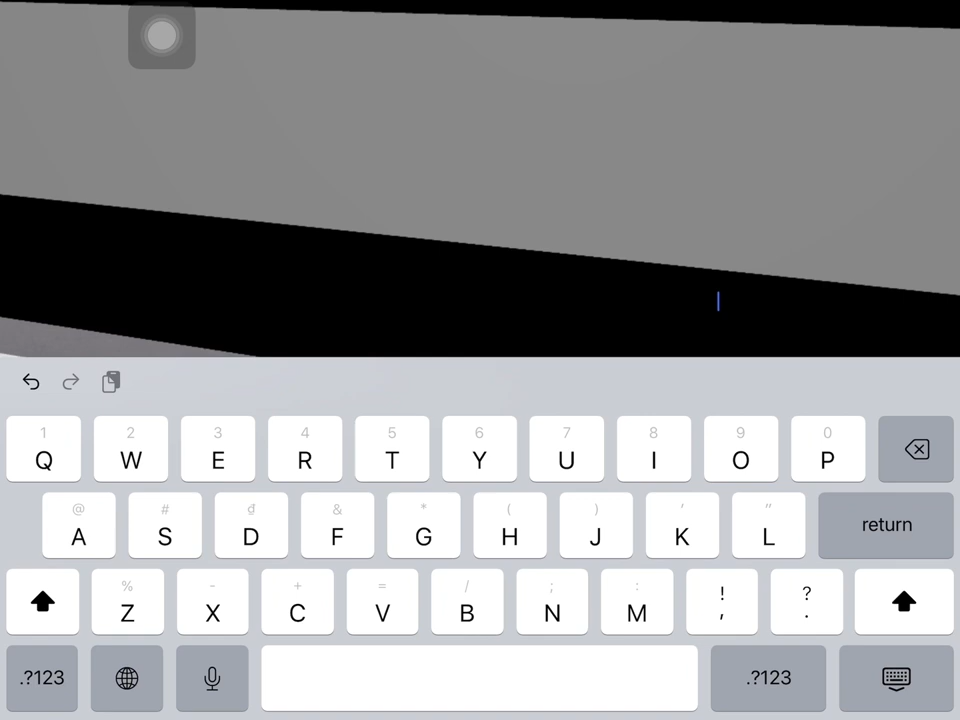 1 2 3 4 5 6 7 8 9 0
Q W E R T Y U I O P
@ # ₫ & * ( ) ' "
A S D F G H J K L return
% - + = / ; : ! ?
Z X C V B N M , .
.?123 .?123